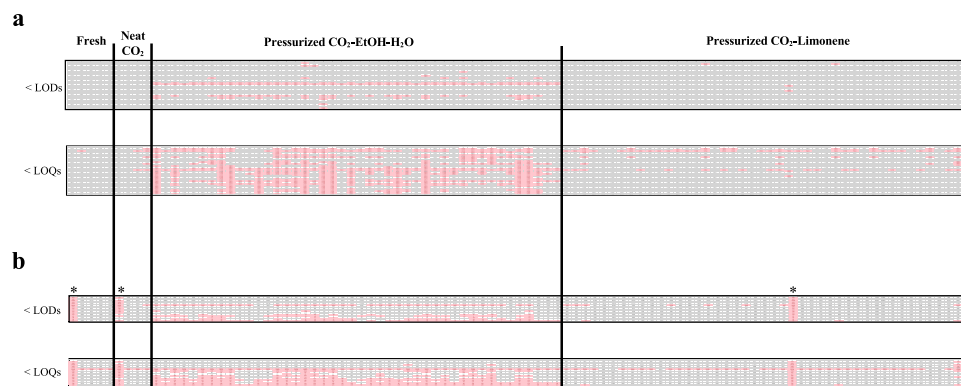 a
Fresh
Neat
CO₂
Pressurized CO₂-EtOH-H₂O
Pressurized CO₂-Limonene
< LODs
< LOQs
b
* * *
< LODs
< LOQs